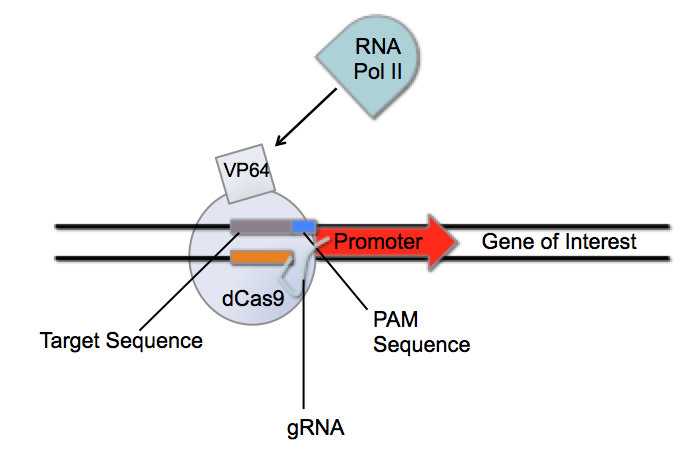 RNA
Pol II
VP64
Promoter
Gene of Interest
dCas9
Target Sequence
PAM
Sequence
gRNA